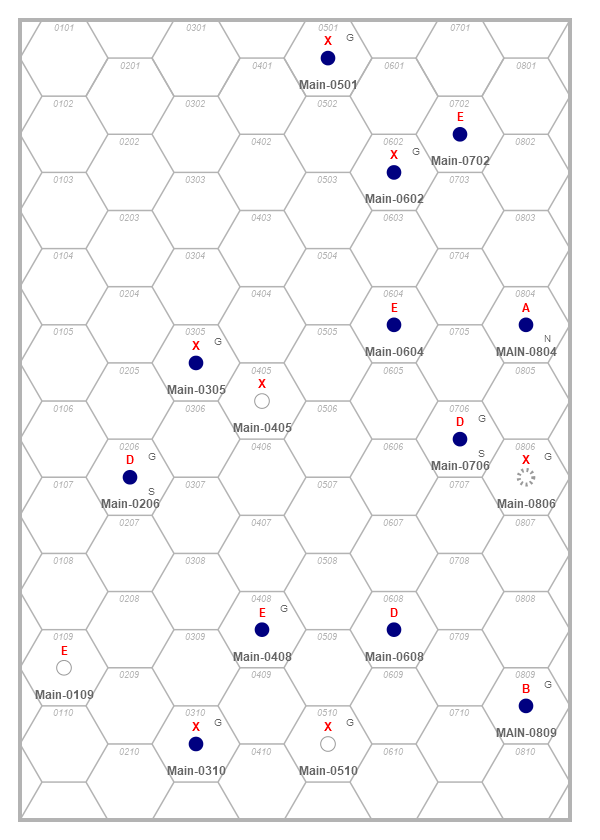 0101 0301 0501 0701
X G
0201 0401 0601 0801
Main-0501
0102 0302 0502 0702
E
0202 0402 0602 0802
X G Main-0702
0103 0303 0503 0703
Main-0602
0203 0403 0603 0803
0104 0304 0504 0704
0204 0404 0604 0804
E A
0105 0305 0505 0705
X G N
Main-0604 MAIN-0804
0205 0405 0605 0805
X
Main-0305
0106 0306 0506 0706
D G
Main-0405
0206 0406 0606 0806
D G S X G
Main-0706
0107 0307 0507 0707
S
Main-0206 Main-0806
0207 0407 0607 0807
0108 0308 0508 0708
0208 0408 0608 0808
E G D
0109 0309 0509 0709
E
Main-0408 Main-0608
0209 0409 0609 0809
B G
Main-0109
0110 0310 0510 0710
X G X G
MAIN-0809
0210 0410 0610 0810
Main-0310 Main-0510